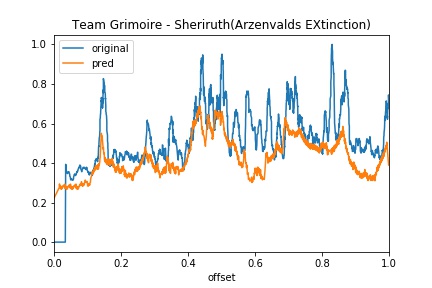 Team Grimoire - Sheriruth(Arzenvalds EXtinction)
original
pred
1.0
0.8
0.6
0.4
0.2
0.0
0.0 0.2 0.4 0.6 0.8 1.0
offset